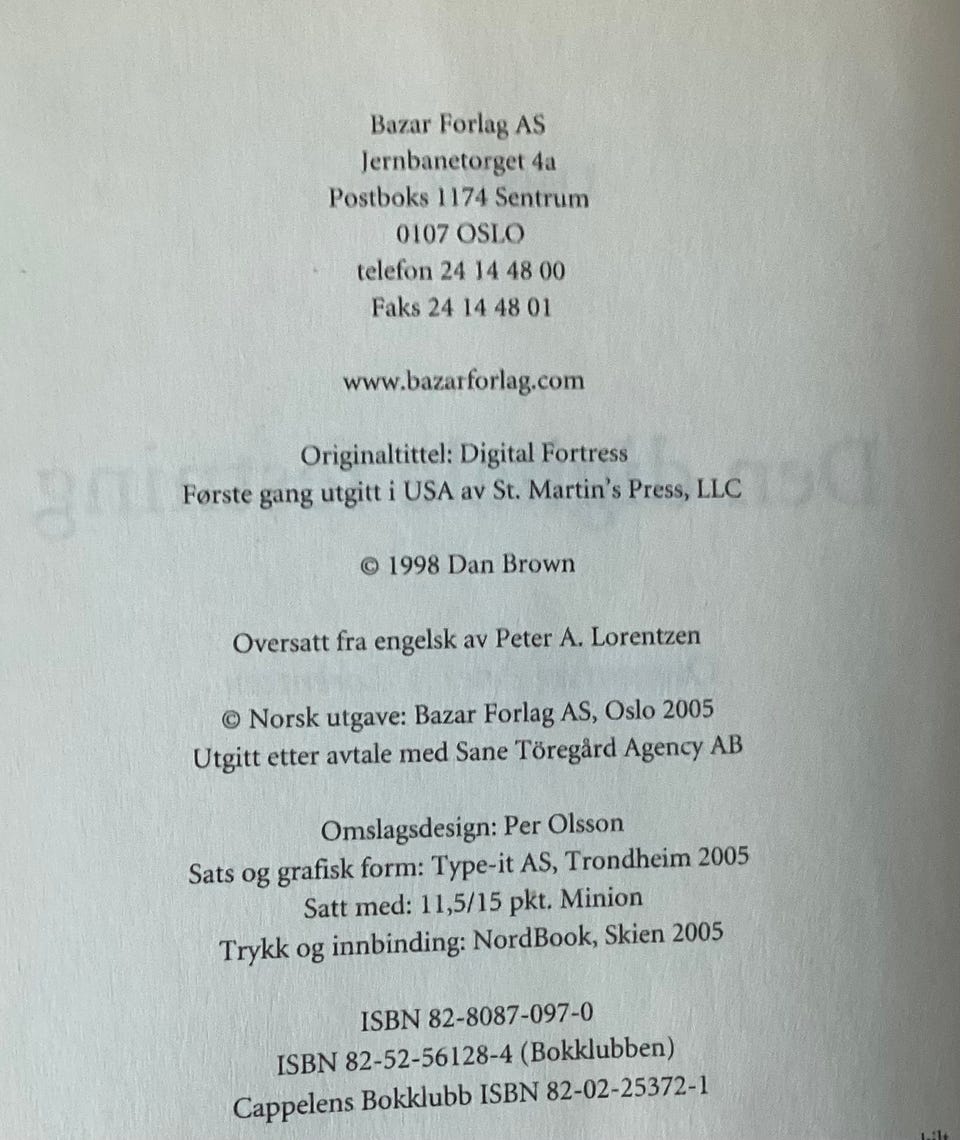 Bazar Forlag AS
Jernbanetorget 4a
Postboks 1174 Sentrum
0107 OSLO
telefon 24 14 48 00
Faks 24 14 48 01
www.bazarforlag.com
Originaltittel: Digital Fortress
Første gang utgitt i USA av St. Martin’s Press, LLC
© 1998 Dan Brown
Oversatt fra engelsk av Peter A. Lorentzen
© Norsk utgave: Bazar Forlag AS, Oslo 2005
Utgitt etter avtale med Sane Töregård Agency AB
Omslagsdesign: Per Olsson
Sats og grafisk form: Type-it AS, Trondheim 2005
Satt med: 11,5/15 pkt. Minion
Trykk og innbinding: NordBook, Skien 2005
ISBN 82-8087-097-0
ISBN 82-52-56128-4 (Bokklubben)
Cappelens Bokklubb ISBN 82-02-25372-1